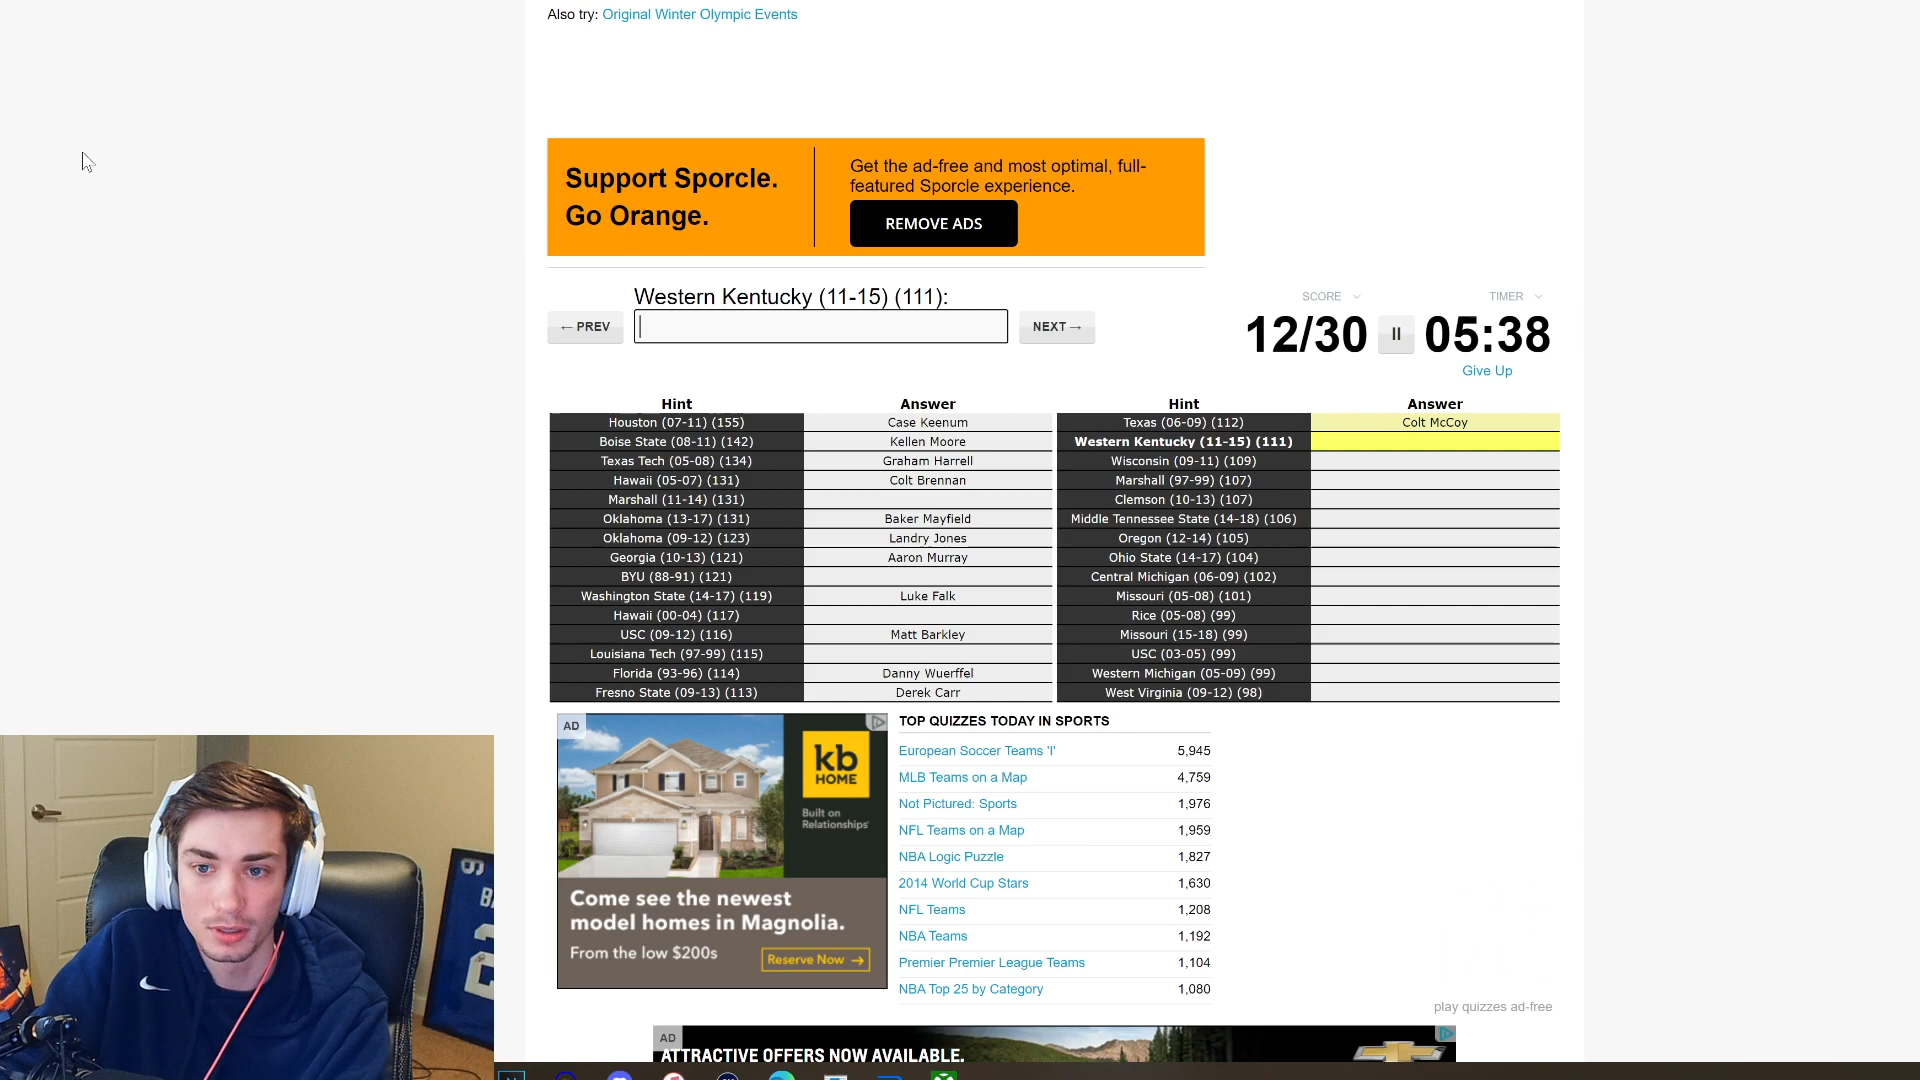 Also try: Original Winter Olympic Events
Support Sporcle.
Go Orange.
Get the ad-free and most optimal, full-
featured Sporcle experience.
REMOVE ADS
Western Kentucky (11-15) (111):
← PREV
NEXT →
SCORE
TIMER
12/30
05:38
Give Up
Hint Answer Hint Answer
Houston (07-11) (155) Case Keenum Texas (06-09) (112) Colt McCoy
Boise State (08-11) (142) Kellen Moore Western Kentucky (11-15) (111)
Texas Tech (05-08) (134) Graham Harrell Wisconsin (09-11) (109)
Hawaii (05-07) (131) Colt Brennan Marshall (97-99) (107)
Marshall (11-14) (131) Clemson (10-13) (107)
Oklahoma (13-17) (131) Baker Mayfield Middle Tennessee State (14-18) (106)
Oklahoma (09-12) (123) Landry Jones Oregon (12-14) (105)
Georgia (10-13) (121) Aaron Murray Ohio State (14-17) (104)
BYU (88-91) (121) Central Michigan (06-09) (102)
Washington State (14-17) (119) Luke Falk Missouri (05-08) (101)
Hawaii (00-04) (117) Rice (05-08) (99)
USC (09-12) (116) Matt Barkley Missouri (15-18) (99)
Louisiana Tech (97-99) (115) USC (03-05) (99)
Florida (93-96) (114) Danny Wuerffel Western Michigan (05-09) (99)
Fresno State (09-13) (113) Derek Carr West Virginia (09-12) (98)
AD
kb
HOME
Built on
Relationships
Come see the newest
model homes in Magnolia.
From the low $200s
Reserve Now →
TOP QUIZZES TODAY IN SPORTS
European Soccer Teams 'I' 5,945
MLB Teams on a Map 4,759
Not Pictured: Sports 1,976
NFL Teams on a Map 1,959
NBA Logic Puzzle 1,827
2014 World Cup Stars 1,630
NFL Teams 1,208
NBA Teams 1,192
Premier Premier League Teams 1,104
NBA Top 25 by Category 1,080
play quizzes ad-free
AD
ATTRACTIVE OFFERS NOW AVAILABLE.